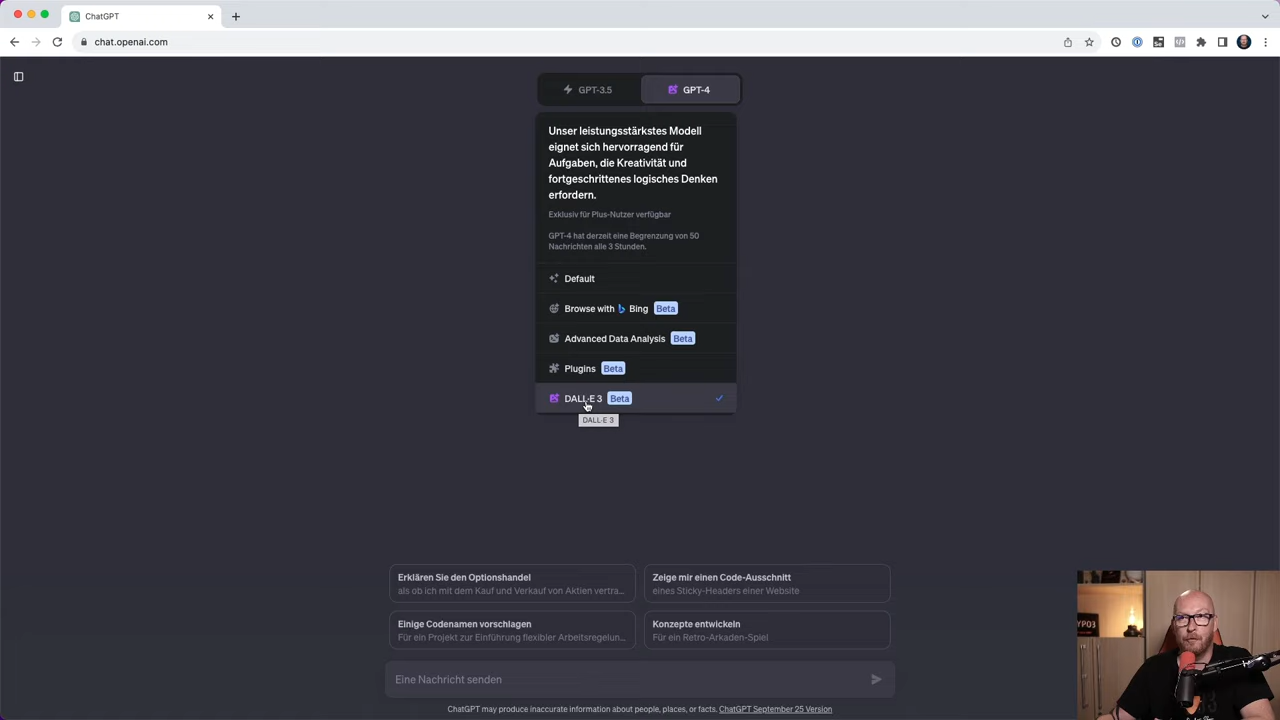 ChatGPT
chat.openai.com
GPT-3.5
GPT-4
Unser leistungsstärkstes Modell
eignet sich hervorragend für
Aufgaben, die Kreativität und
fortgeschrittenes logisches Denken
erfordern.
Exklusiv für Plus-Nutzer verfügbar
GPT-4 hat derzeit eine Begrenzung von 50
Nachrichten alle 3 Stunden.
Default
Browse with Bing Beta
Advanced Data Analysis Beta
Plugins Beta
DALL·E 3 Beta
DALL·E 3
Erklären Sie den Optionshandel
als ob ich mit dem Kauf und Verkauf von Aktien vertra...
Zeige mir einen Code-Ausschnitt
eines Sticky-Headers einer Website
Einige Codenamen vorschlagen
Für ein Projekt zur Einführung flexibler Arbeitsregelun...
Konzepte entwickeln
Für ein Retro-Arkaden-Spiel
YPO3
Eine Nachricht senden
ChatGPT may produce inaccurate information about people, places, or facts. ChatGPT September 25 Version